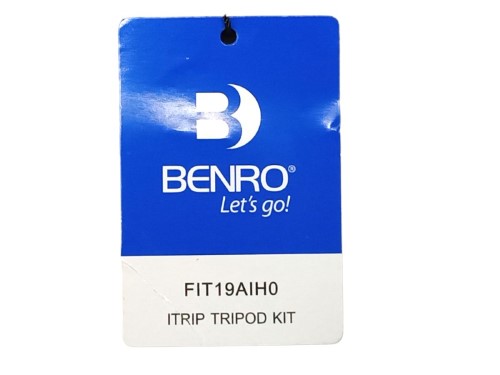 B
BENRO®
Let's go!
FIT19AIH0
ITRIP TRIPOD KIT